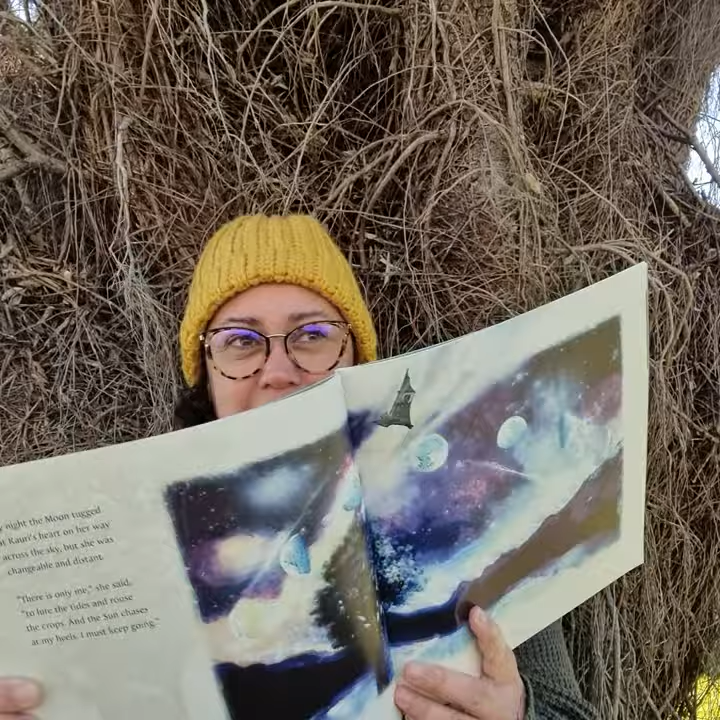 night the Moon tugged
at Rauri's heart on her way
across the sky, but she was
changeable and distant.
"There is only me," she said,
"to lure the tides and rouse
the crops. And the Sun chases
at my heels. I must keep going."